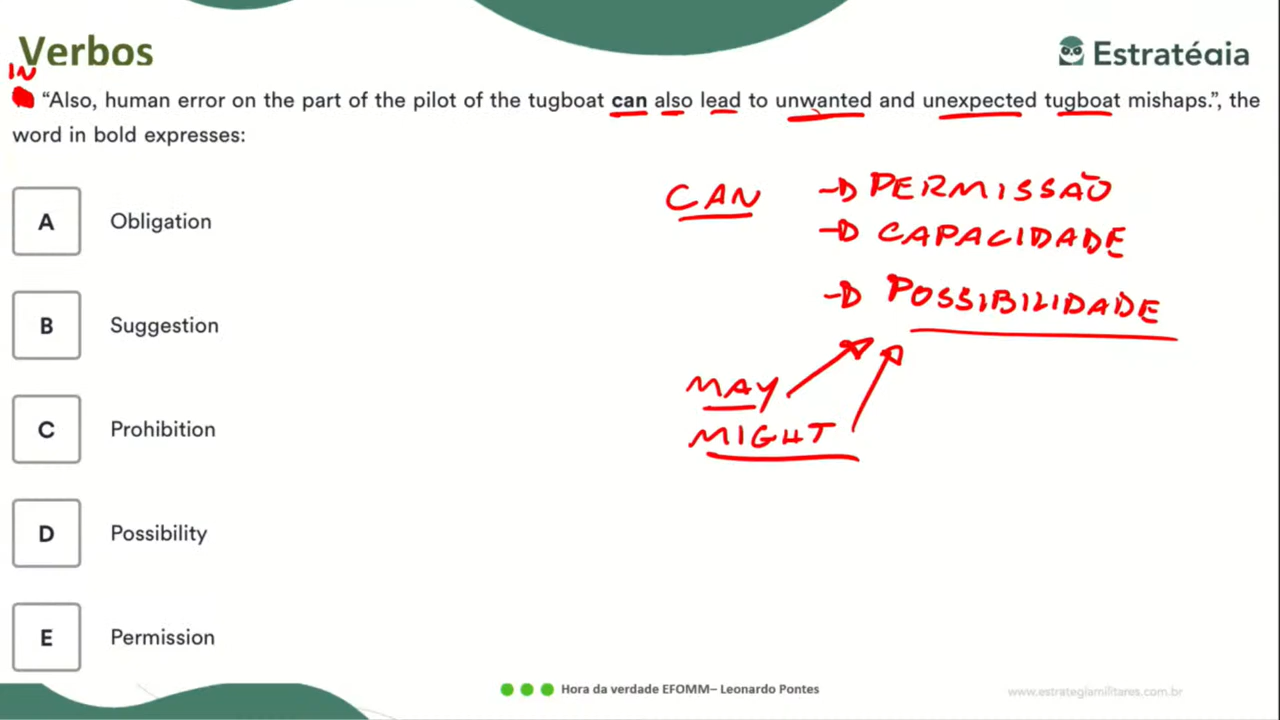 Verbos
Estratégia
IN
“Also, human error on the part of the pilot of the tugboat can also lead to unwanted and unexpected tugboat mishaps.”, the
word in bold expresses:
A Obligation
B Suggestion
C Prohibition
D Possibility
E Permission
CAN
PERMISSÃO
CAPACIDADE
POSSIBILIDADE
MAY
MIGHT
Hora da verdade EFOMM– Leonardo Pontes
www.estrategiamilitares.com.br